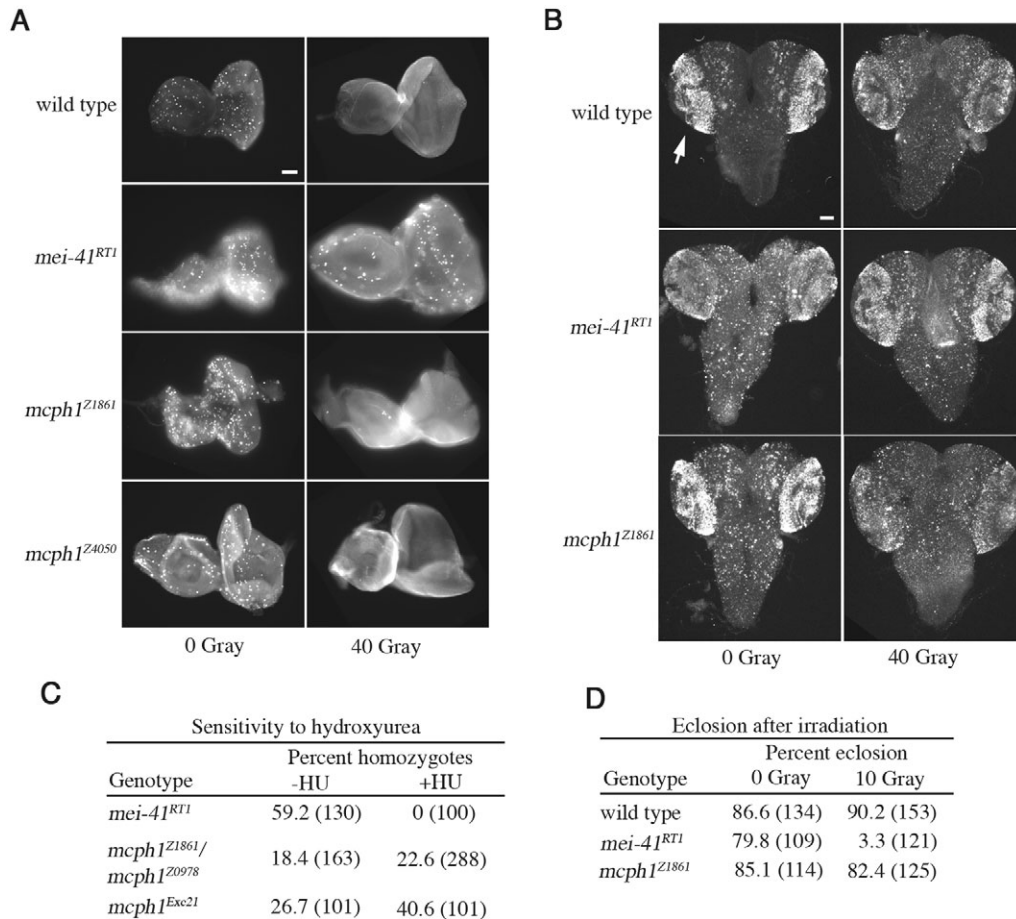 A
B
wild type
mei-41RT1
mcph1Z1861
mcph1Z4050
0 Gray
40 Gray
wild type
mei-41RT1
mcph1Z1861
0 Gray
40 Gray
C
Sensitivity to hydroxyurea
Percent homozygotes
Genotype -HU +HU
mei-41RT1 59.2 (130) 0 (100)
mcph1Z1861/
mcph1Z0978 18.4 (163) 22.6 (288)
mcph1Exc21 26.7 (101) 40.6 (101)
D
Eclosion after irradiation
Percent eclosion
Genotype 0 Gray 10 Gray
wild type 86.6 (134) 90.2 (153)
mei-41RT1 79.8 (109) 3.3 (121)
mcph1Z1861 85.1 (114) 82.4 (125)